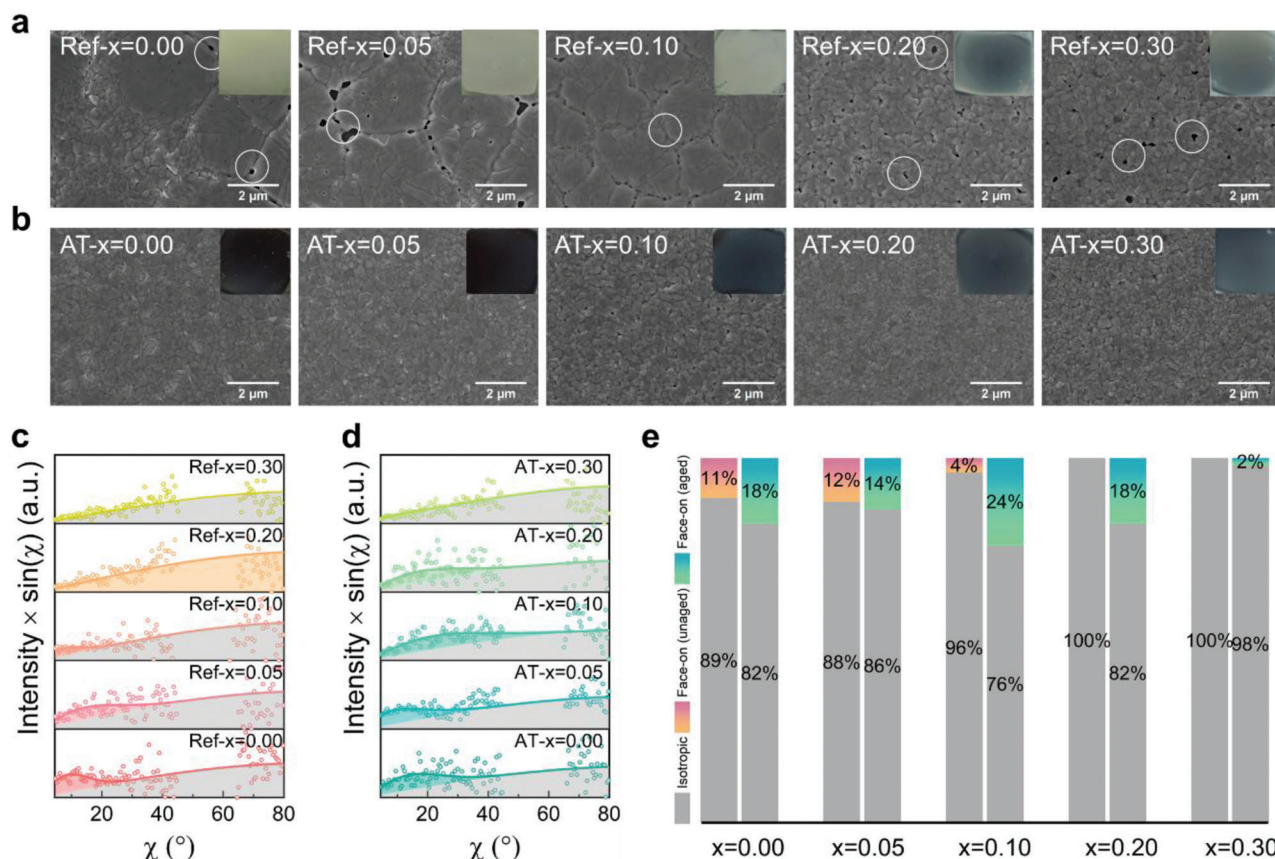 a
Ref-x=0.00
Ref-x=0.05
Ref-x=0.10
Ref-x=0.20
Ref-x=0.30
2 μm
2 μm
2 μm
2 μm
2 μm
b
AT-x=0.00
AT-x=0.05
AT-x=0.10
AT-x=0.20
AT-x=0.30
2 μm
2 μm
2 μm
2 μm
2 μm
c
Intensity × sin(χ) (a.u.)
Ref-x=0.30
Ref-x=0.20
Ref-x=0.10
Ref-x=0.05
Ref-x=0.00
20 40 60 80
χ (°)
d
Intensity × sin(χ) (a.u.)
AT-x=0.30
AT-x=0.20
AT-x=0.10
AT-x=0.05
AT-x=0.00
20 40 60 80
χ (°)
e
Isotropic
Face-on (unaged)
Face-on (aged)
11% 18% 12% 14% 4% 24% 18% 2%
89% 82% 88% 86% 96% 76% 100% 82% 100% 98%
x=0.00 x=0.05 x=0.10 x=0.20 x=0.30